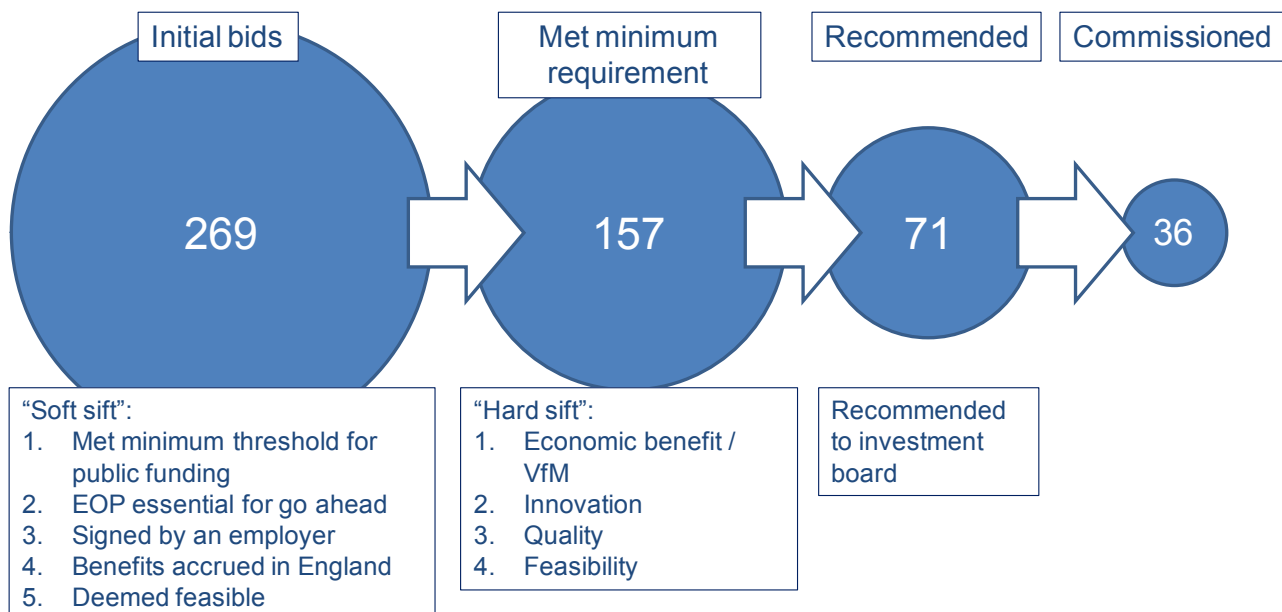 Initial bids
Met minimum
requirement
Recommended
Commissioned
269
157
71
36
“Soft sift”:
1. Met minimum threshold for
public funding
2. EOP essential for go ahead
3. Signed by an employer
4. Benefits accrued in England
5. Deemed feasible
“Hard sift”:
1. Economic benefit /
VfM
2. Innovation
3. Quality
4. Feasibility
Recommended
to investment
board